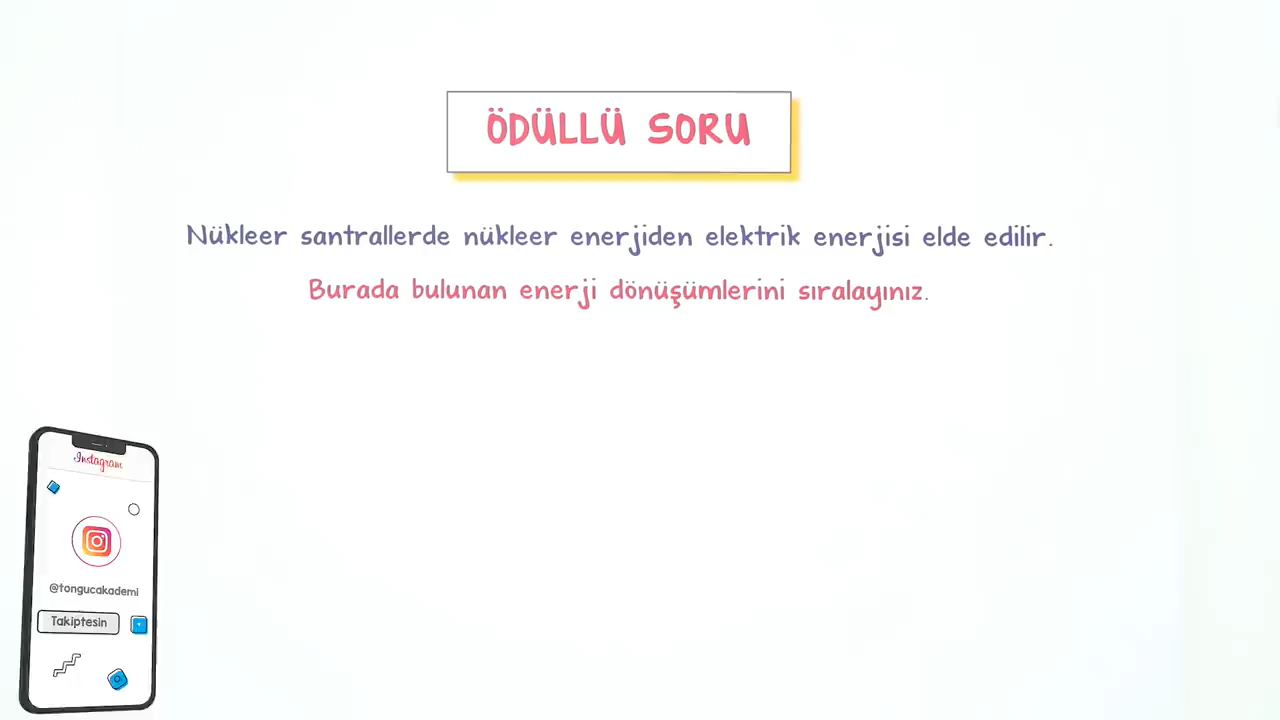 ÖDÜLLÜ SORU
Nükleer santrallerde nükleer enerjiden elektrik enerjisi elde edilir.
Burada bulunan enerji dönüşümlerini sıralayınız.
Instagram
@tongucakademi
Takiptesin